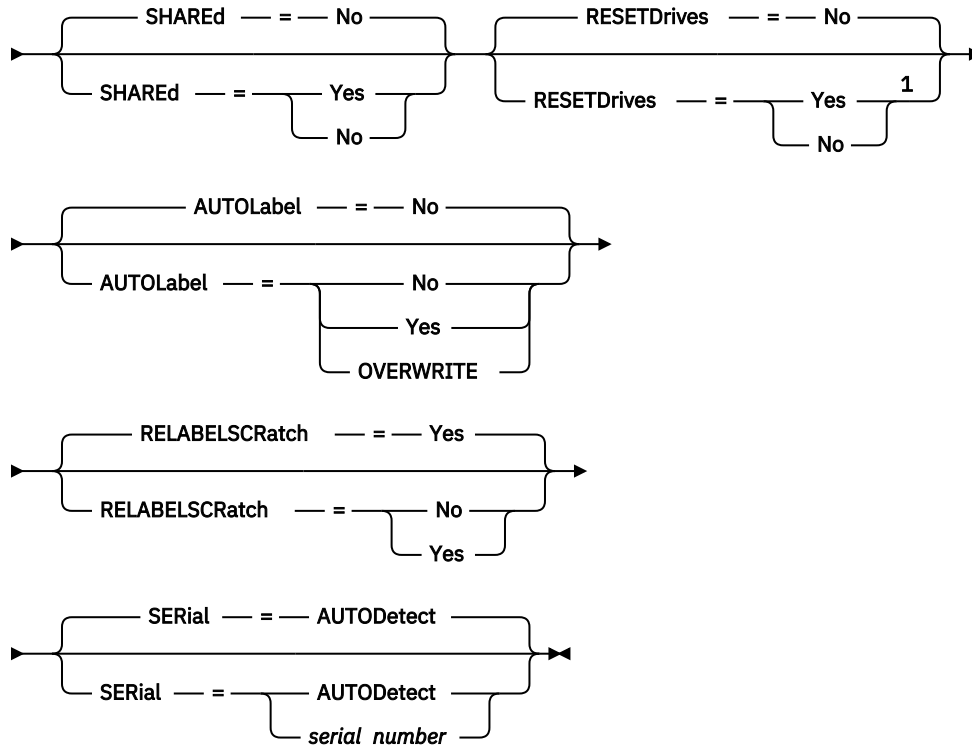 SHAREd = No RESETDrives = No
SHAREd = Yes RESETDrives = Yes 1
No No
AUTOLabel = No
AUTOLabel = No
Yes
OVERWRITE
RELABELSCRatch = Yes
RELABELSCRatch = No
Yes
SERial = AUTODetect
SERial = AUTODetect
serial number